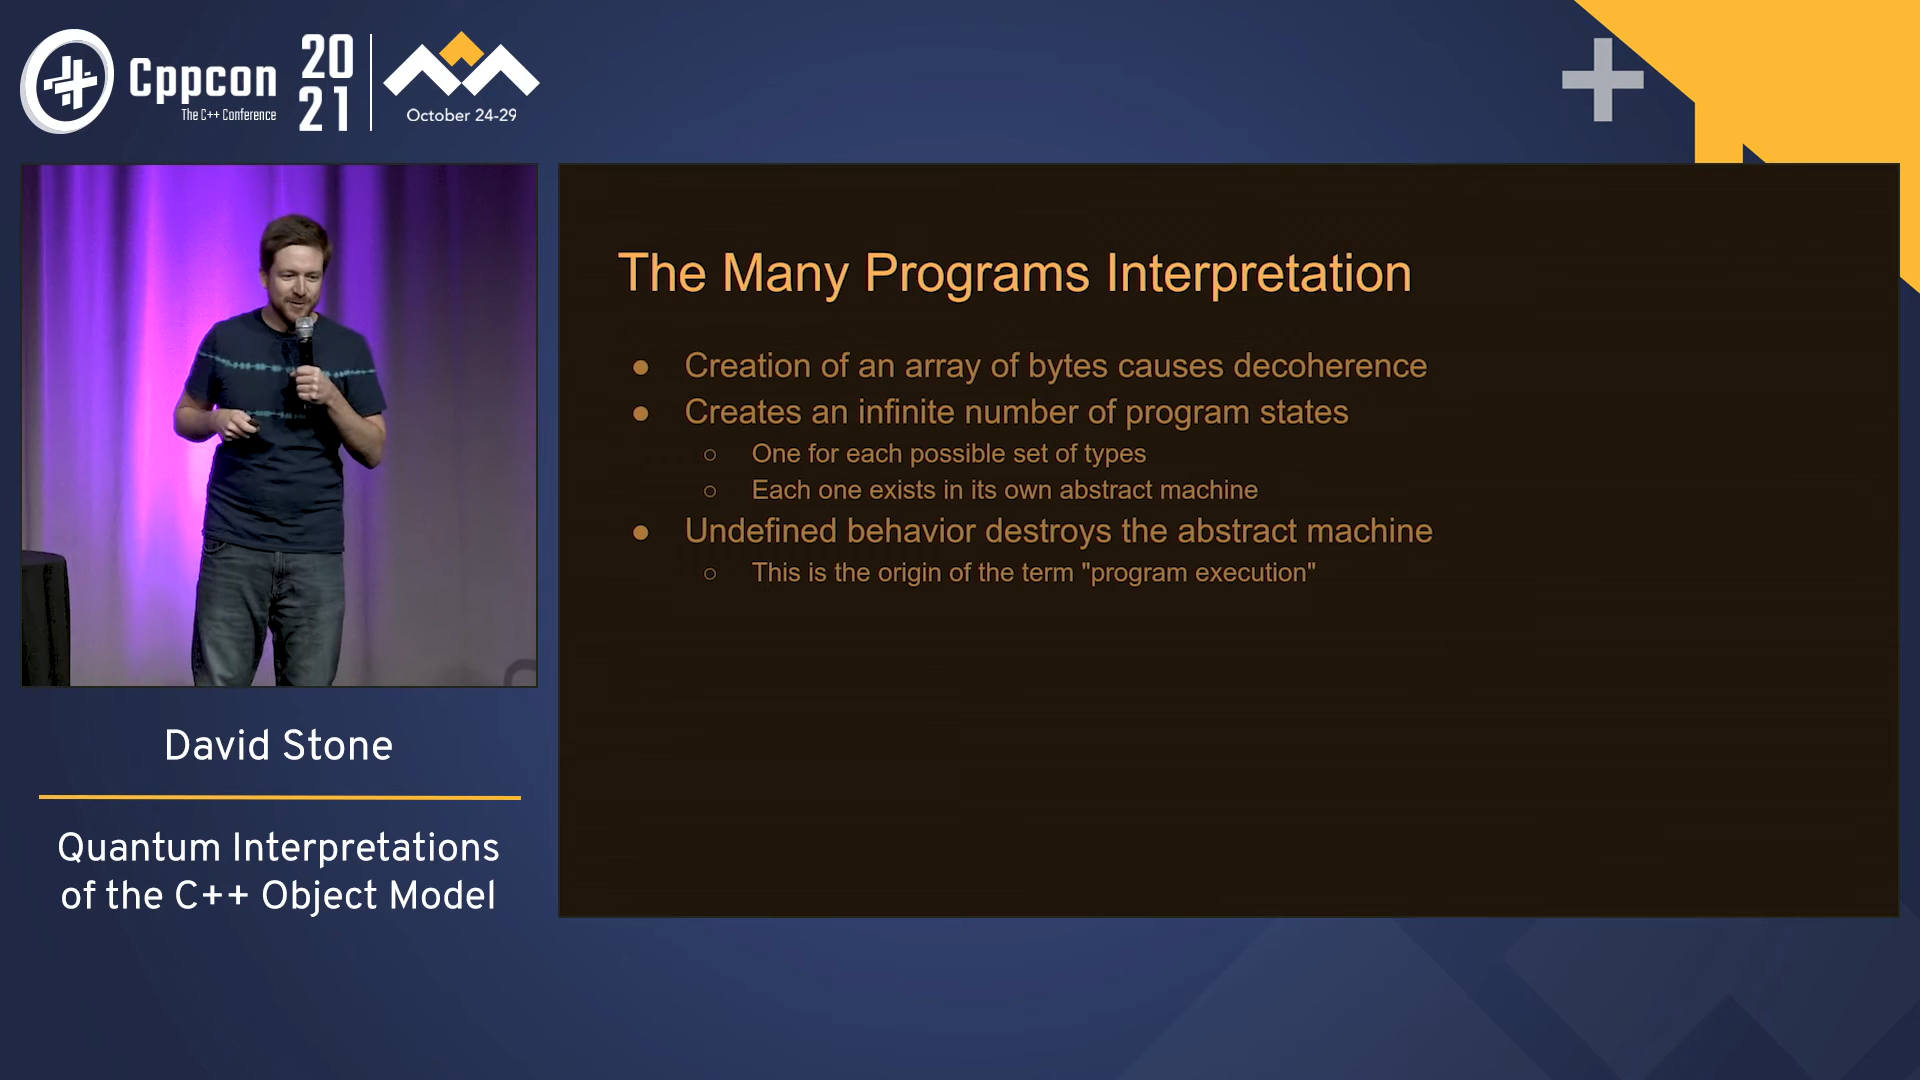 Cppcon
The C++ Conference
20
21
October 24-29
The Many Programs Interpretation
● Creation of an array of bytes causes decoherence
● Creates an infinite number of program states
○ One for each possible set of types
○ Each one exists in its own abstract machine
● Undefined behavior destroys the abstract machine
○ This is the origin of the term "program execution"
David Stone
Quantum Interpretations
of the C++ Object Model